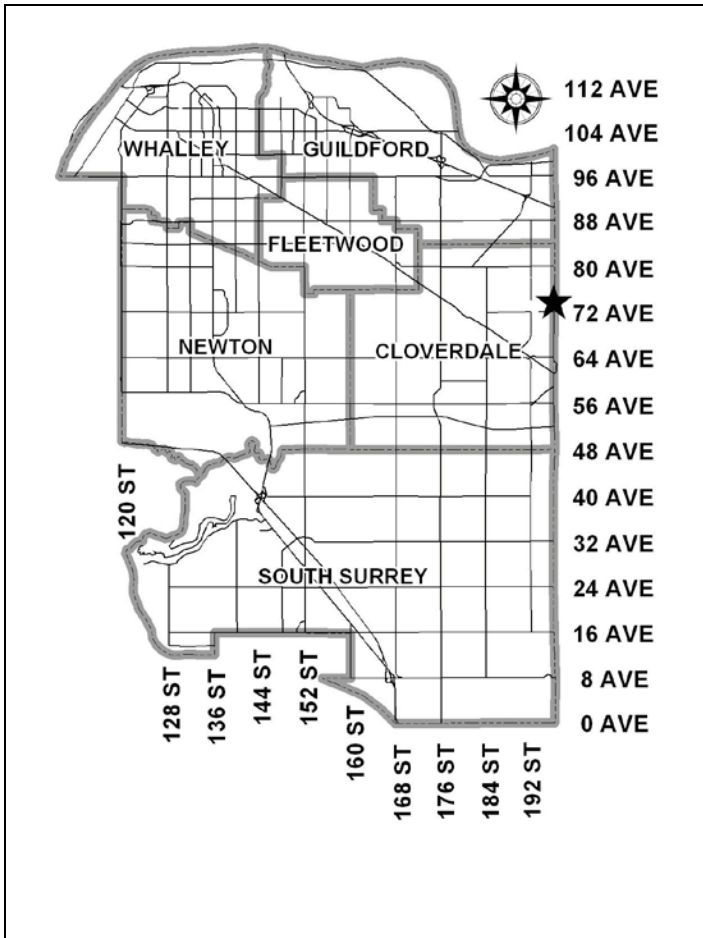 112 AVE
104 AVE
WHALLEY
GUILDFORD
96 AVE
88 AVE
FLEETWOOD
80 AVE
72 AVE
NEWTON
CLOVERDALE
64 AVE
56 AVE
48 AVE
120 ST
40 AVE
32 AVE
SOUTH SURREY
24 AVE
16 AVE
128 ST
136 ST
144 ST
152 ST
160 ST
168 ST
176 ST
184 ST
192 ST
8 AVE
0 AVE